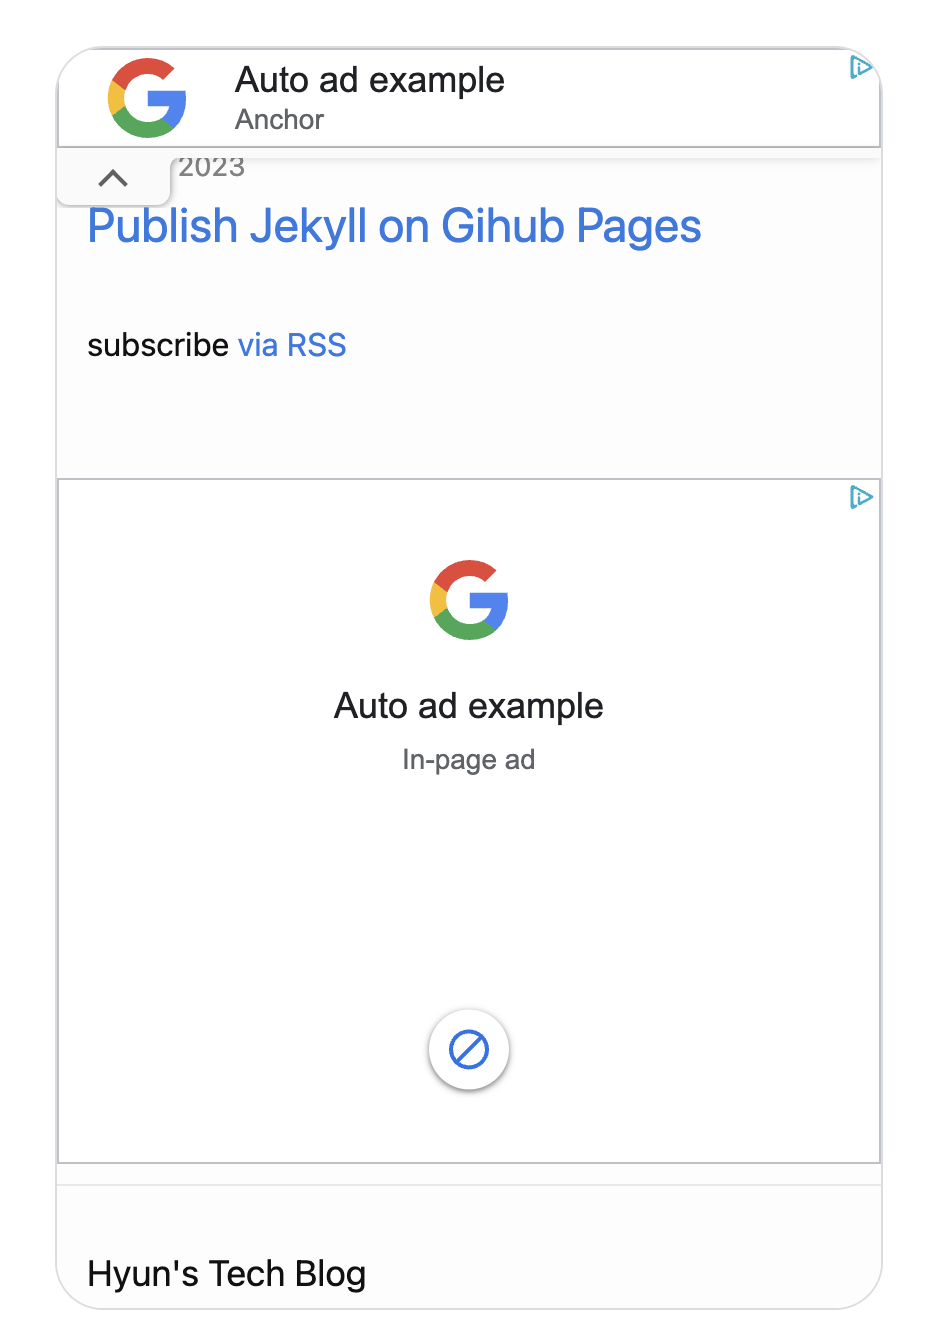 Auto ad example
Anchor
2023
Publish Jekyll on Gihub Pages
subscribe via RSS
Auto ad example
In-page ad
Hyun's Tech Blog